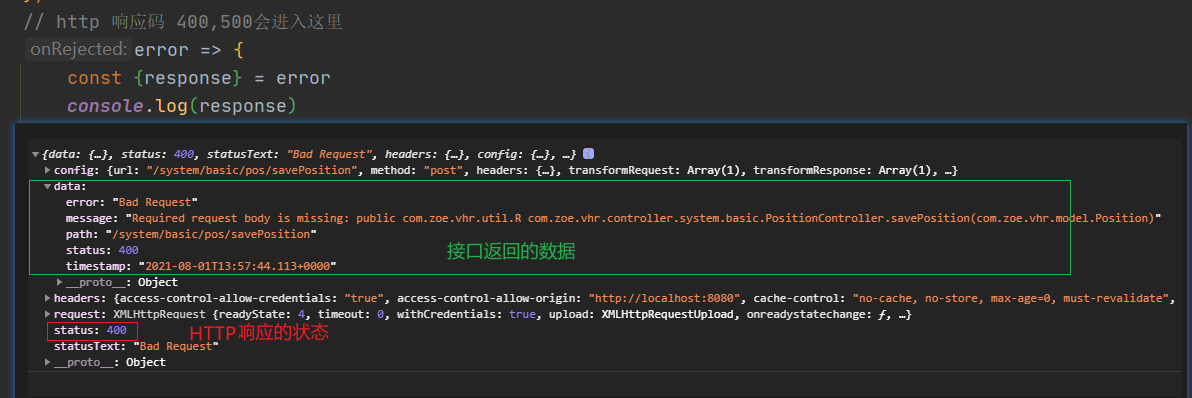 // http 响应码 400,500会进入这里
onRejected: error => {
const {response} = error
console.log(response)
▼{data: {…}, status: 400, statusText: "Bad Request", headers: {…}, config: {…}, …} i
▶config: {url: "/system/basic/pos/savePosition", method: "post", headers: {…}, transformRequest: Array(1), transformResponse: Array(1), …}
▼data:
error: "Bad Request"
message: "Required request body is missing: public com.zoe.vhr.util.R com.zoe.vhr.controller.system.basic.PositionController.savePosition(com.zoe.vhr.model.Position)"
path: "/system/basic/pos/savePosition"
status: 400
接口返回的数据
timestamp: "2021-08-01T13:57:44.113+0000"
▶__proto__: Object
▶headers: {access-control-allow-credentials: "true", access-control-allow-origin: "http://localhost:8080", cache-control: "no-cache, no-store, max-age=0, must-revalidate",
▶request: XMLHttpRequest {readyState: 4, timeout: 0, withCredentials: true, upload: XMLHttpRequestUpload, onreadystatechange: ƒ, …}
status: 400
HTTP响应的状态
statusText: "Bad Request"
▶__proto__: Object